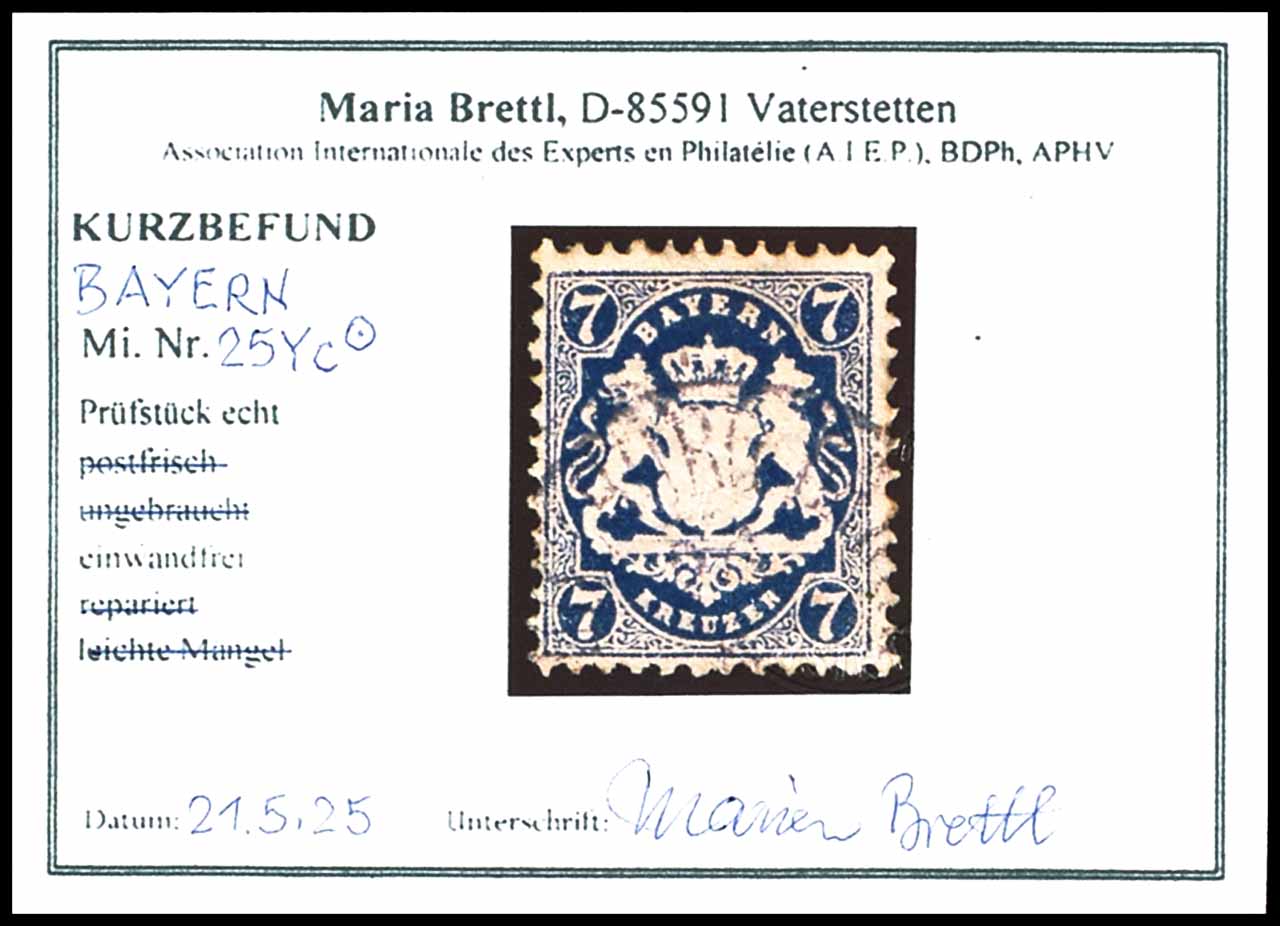 Maria Brettl, D-85591 Vaterstetten
Association Internationale des Experts en Philatélie (A.I.E.P.), BDPh, APHV
KURZBEFUND
BAYERN
Mi. Nr. 25Yc ⊙
Prüfstück echt
postfrisch
ungebraucht
einwandfrei
repariert
leichte Mängel
7 7
BAYERN
KREUZER
7 7
Datum: 21.5.25 Unterschrift: Maria Brettl